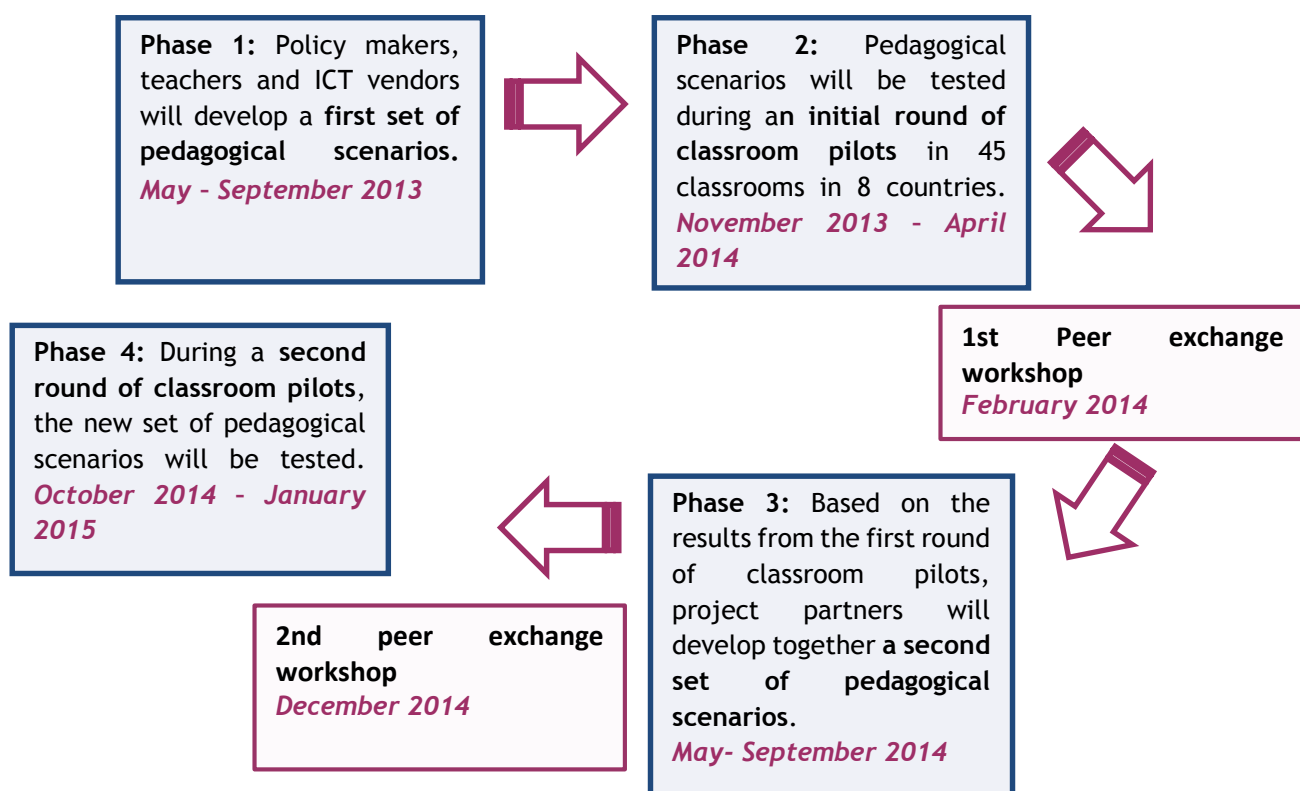 Phase 1: Policy makers,
teachers and ICT vendors
will develop a first set of
pedagogical scenarios.
May – September 2013
Phase 2: Pedagogical
scenarios will be tested
during an initial round of
classroom pilots in 45
classrooms in 8 countries.
November 2013 – April
2014
1st Peer exchange
workshop
February 2014
Phase 3: Based on the
results from the first round
of classroom pilots,
project partners will
develop together a second
set of pedagogical
scenarios.
May- September 2014
Phase 4: During a second
round of classroom pilots,
the new set of pedagogical
scenarios will be tested.
October 2014 – January
2015
2nd peer exchange
workshop
December 2014